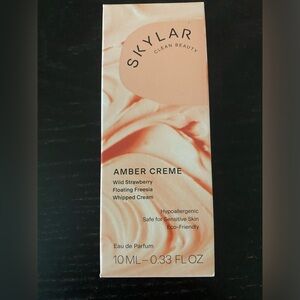 SKYLAR
CLEAN BEAUTY
AMBER CREME
Wild Strawberry
Floating Freesia
Whipped Cream
Hypoallergenic
Safe for Sensitive Skin
Eco-Friendly
Eau de Parfum
10 ML – 0.33 FL OZ